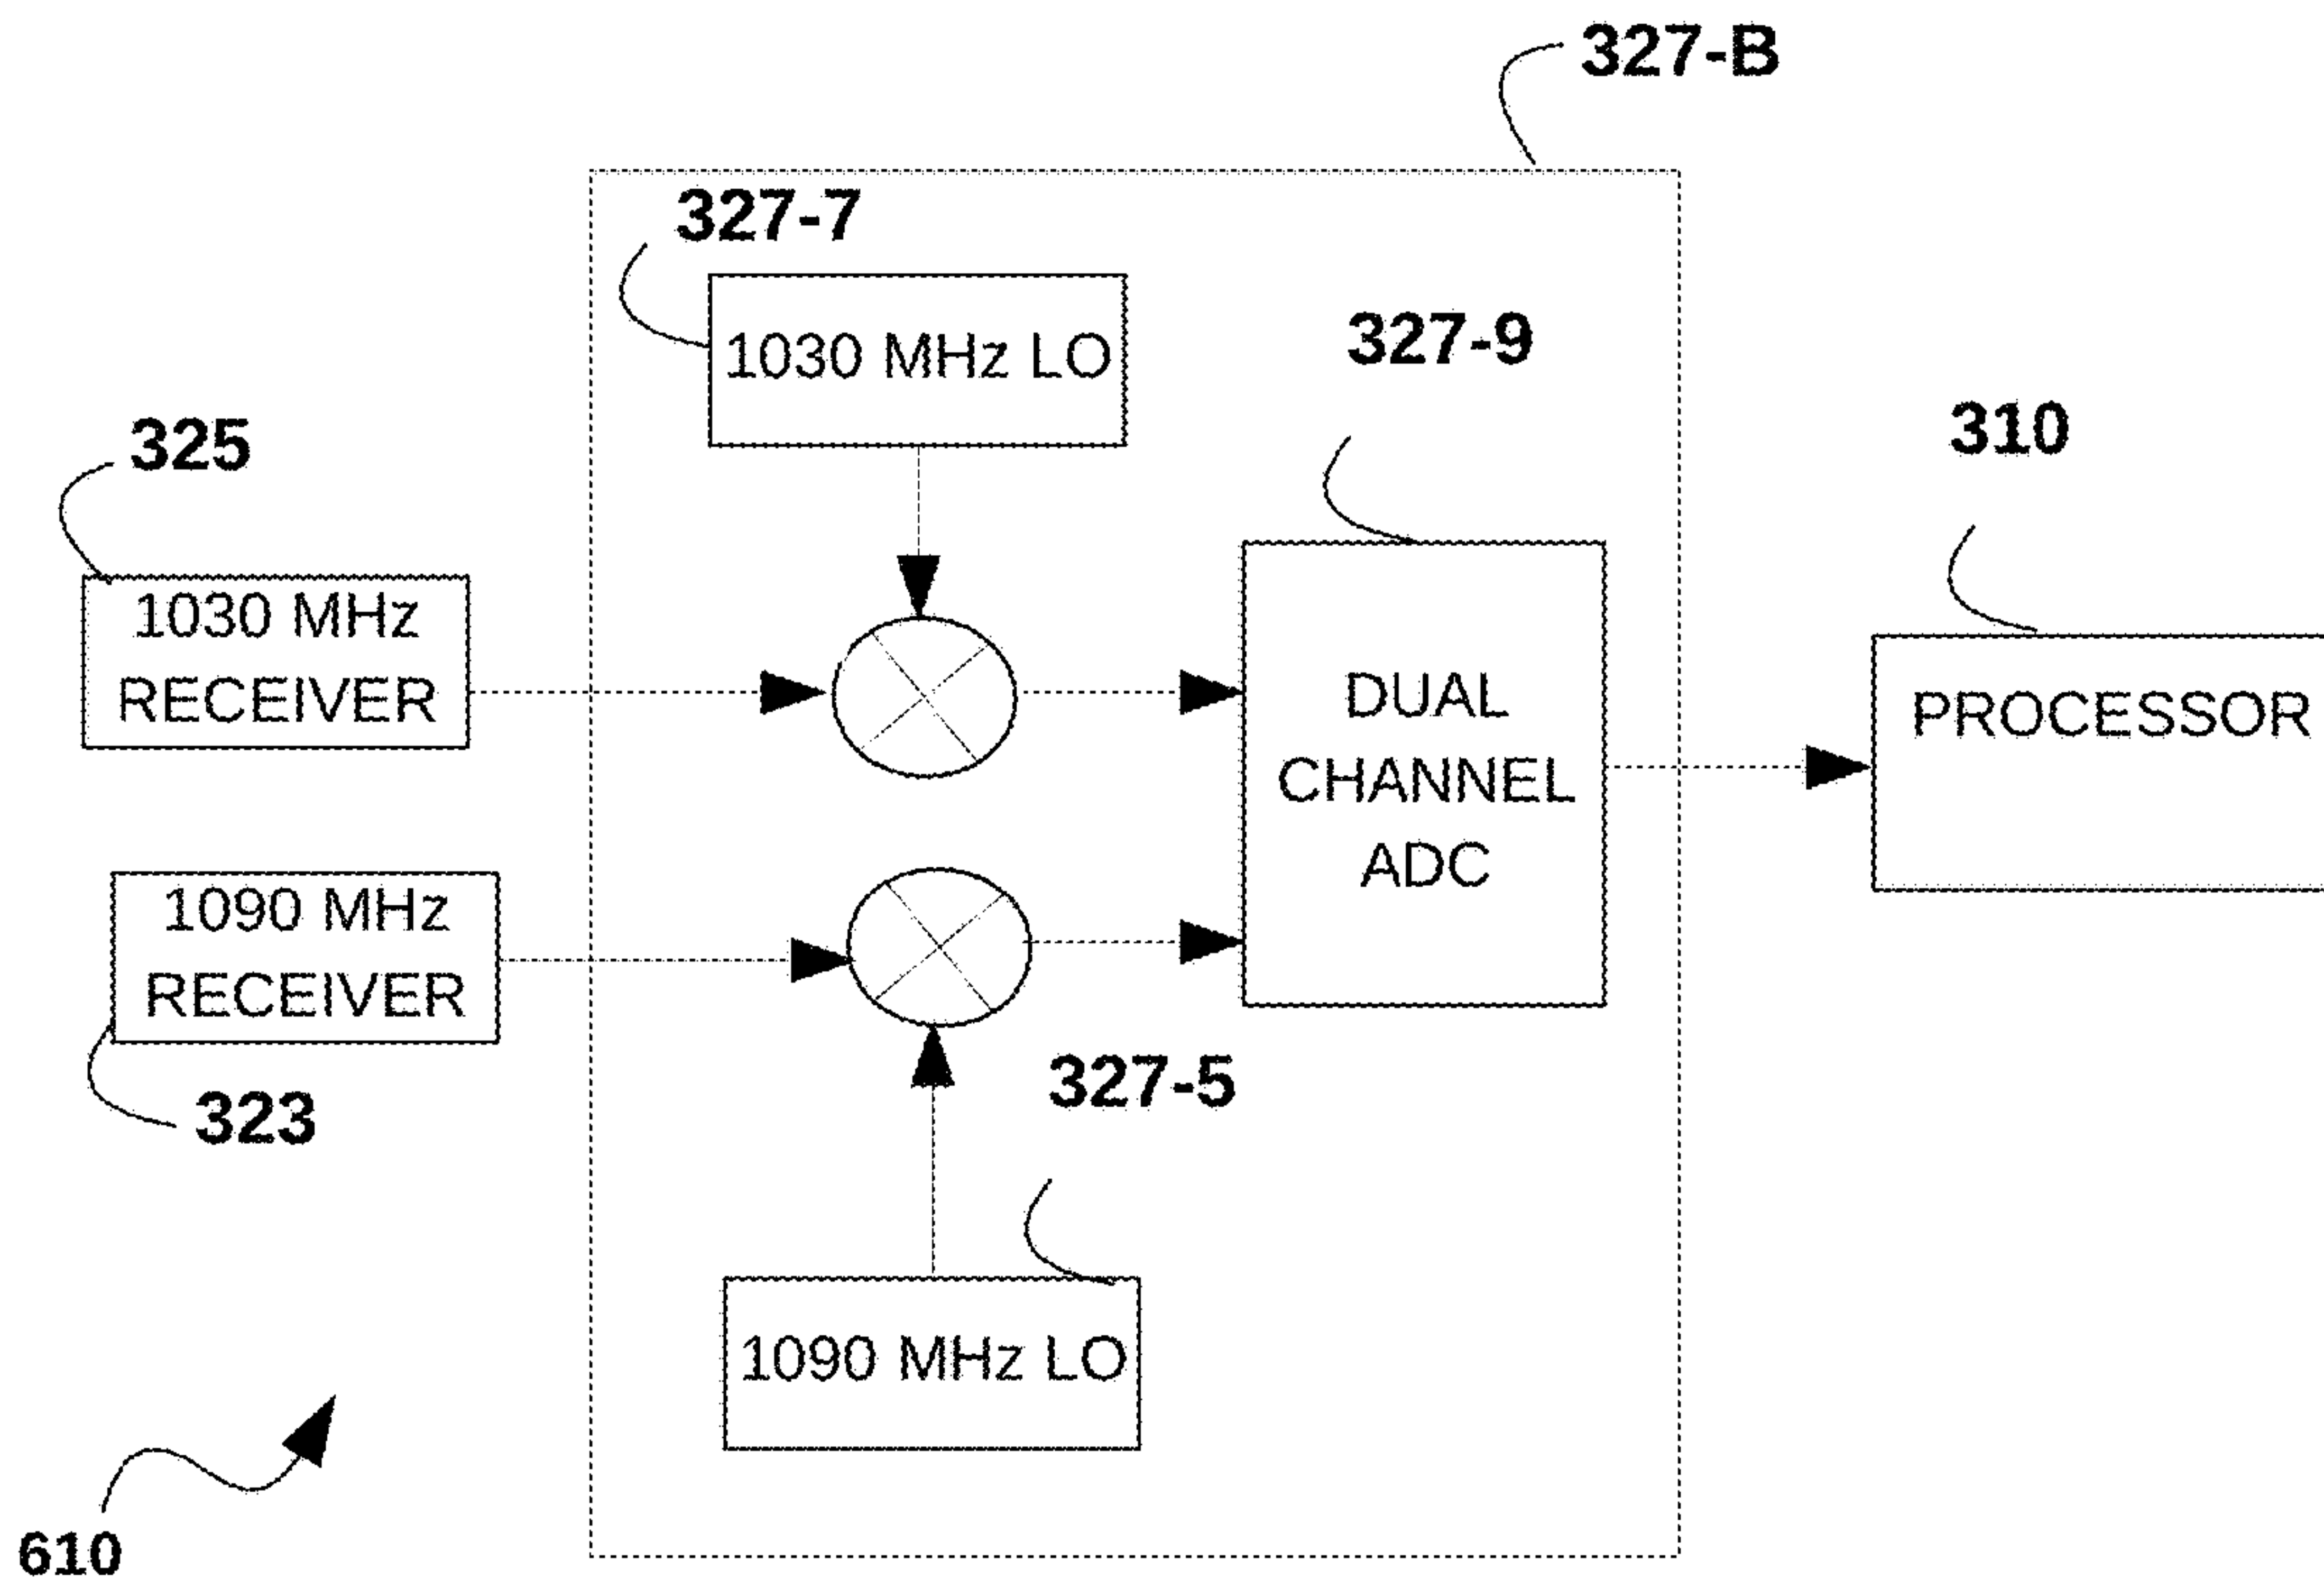 327-B
327-7
1030 MHz LO
327-9
325
310
1030 MHz
RECEIVER
DUAL
CHANNEL
ADC
PROCESSOR
1090 MHz
RECEIVER
323
327-5
1090 MHz LO
610